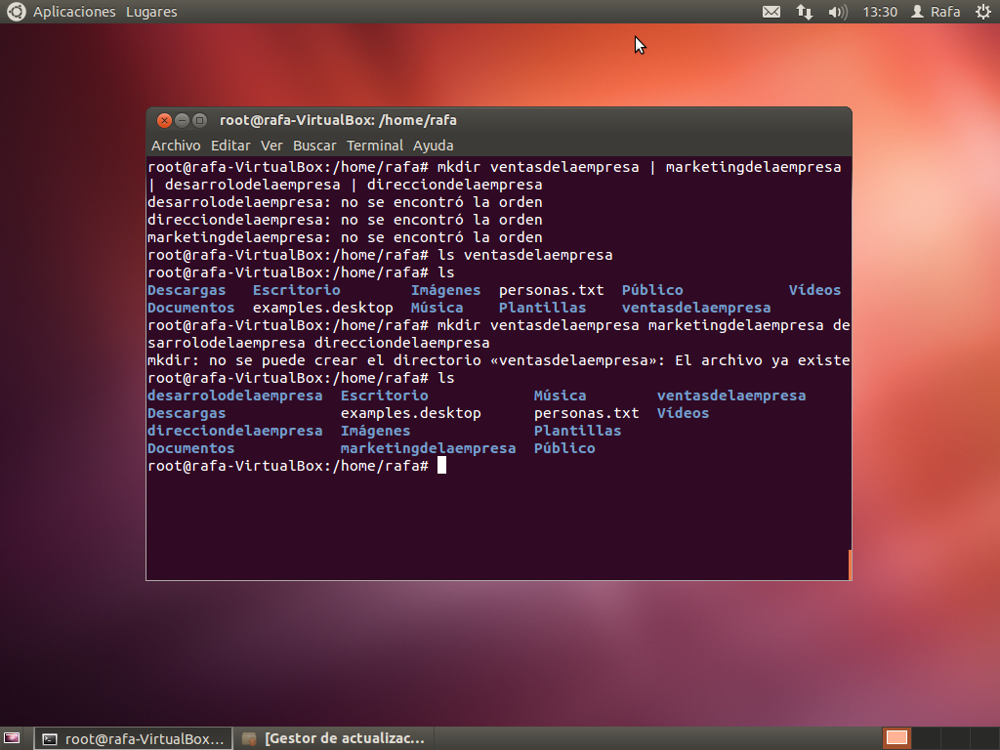 Aplicaciones Lugares 13:30 Rafa
root@rafa-VirtualBox: /home/rafa
Archivo Editar Ver Buscar Terminal Ayuda
root@rafa-VirtualBox:/home/rafa# mkdir ventasdelaempresa | marketingdelaempresa
| desarrolodelaempresa | direcciondelaempresa
desarrolodelaempresa: no se encontró la orden
direcciondelaempresa: no se encontró la orden
marketingdelaempresa: no se encontró la orden
root@rafa-VirtualBox:/home/rafa# ls ventasdelaempresa
root@rafa-VirtualBox:/home/rafa# ls
Descargas Escritorio Imágenes personas.txt Público Vídeos
Documentos examples.desktop Música Plantillas ventasdelaempresa
root@rafa-VirtualBox:/home/rafa# mkdir ventasdelaempresa marketingdelaempresa de
sarrolodelaempresa direcciondelaempresa
mkdir: no se puede crear el directorio «ventasdelaempresa»: El archivo ya existe
root@rafa-VirtualBox:/home/rafa# ls
desarrolodelaempresa Escritorio Música ventasdelaempresa
Descargas examples.desktop personas.txt Vídeos
direcciondelaempresa Imágenes Plantillas
Documentos marketingdelaempresa Público
root@rafa-VirtualBox:/home/rafa#
root@rafa-VirtualBox... [Gestor de actualizac...